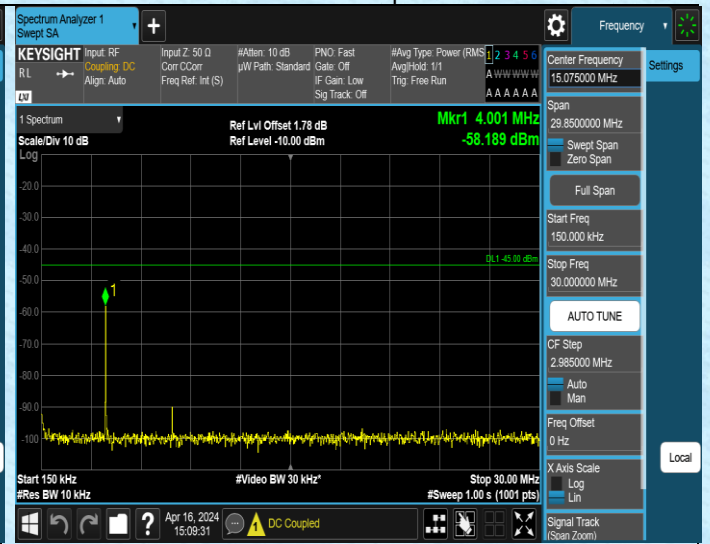 Spectrum Analyzer 1
Swept SA
+
Frequency
KEYSIGHT
RL
LXI
Input: RF
Coupling: DC
Align: Auto
Input Z: 50 Ω
Corr CCorr
Freq Ref: Int (S)
#Atten: 10 dB
µW Path: Standard
PNO: Fast
Gate: Off
IF Gain: Low
Sig Track: Off
#Avg Type: Power (RMS
Avg|Hold: 1/1
Trig: Free Run
1 2 3 4 5 6
A W W W W W
A A A A A A
1 Spectrum
Scale/Div 10 dB
Ref Lvl Offset 1.78 dB
Ref Level -10.00 dBm
Mkr1 4.001 MHz
-58.189 dBm
Log
-20.0
-30.0
-40.0
DL1 -45.00 dBm
-50.0
1
-60.0
-70.0
-80.0
-90.0
-100
Start 150 kHz
#Res BW 10 kHz
#Video BW 30 kHz*
Stop 30.00 MHz
#Sweep 1.00 s (1001 pts)
?
Apr 16, 2024
15:09:31
DC Coupled
Center Frequency
15.075000 MHz
Settings
Span
29.8500000 MHz
Swept Span
Zero Span
Full Span
Start Freq
150.000 kHz
Stop Freq
30.000000 MHz
AUTO TUNE
CF Step
2.985000 MHz
Auto
Man
Freq Offset
0 Hz
Local
X Axis Scale
Log
Lin
Signal Track
(Span Zoom)